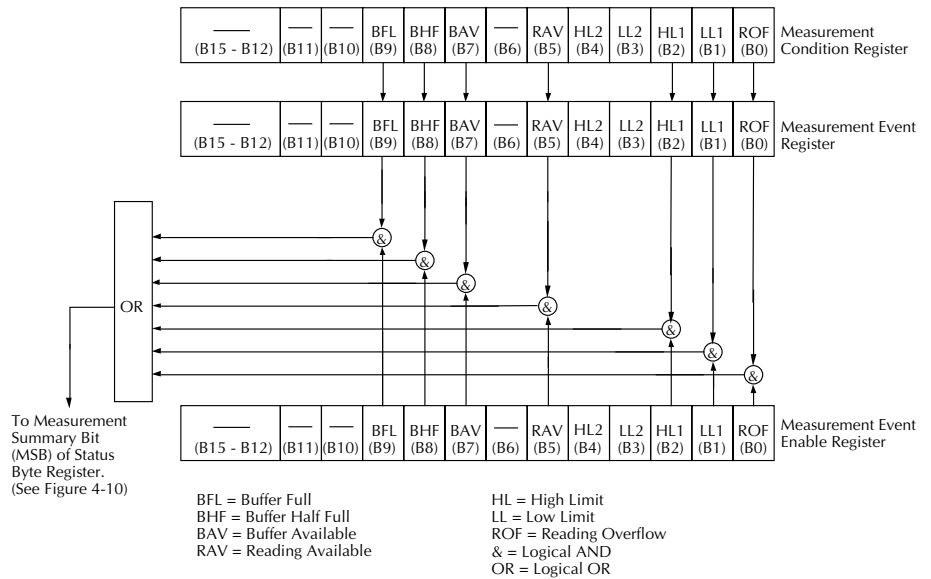 BFL BHF BAV RAV HL2 LL2 HL1 LL1 ROF
(B15 - B12) (B11) (B10) (B9) (B8) (B7) (B6) (B5) (B4) (B3) (B2) (B1) (B0)
Measurement
Condition Register
BFL BHF BAV RAV HL2 LL2 HL1 LL1 ROF
(B15 - B12) (B11) (B10) (B9) (B8) (B7) (B6) (B5) (B4) (B3) (B2) (B1) (B0)
Measurement Event
Register
&
&
&
&
&
&
&
OR
To Measurement
Summary Bit
(MSB) of Status
Byte Register.
(See Figure 4-10)
BFL BHF BAV RAV HL2 LL2 HL1 LL1 ROF
(B15 - B12) (B11) (B10) (B9) (B8) (B7) (B6) (B5) (B4) (B3) (B2) (B1) (B0)
Measurement Event
Enable Register
BFL = Buffer Full
BHF = Buffer Half Full
BAV = Buffer Available
RAV = Reading Available
HL = High Limit
LL = Low Limit
ROF = Reading Overflow
& = Logical AND
OR = Logical OR